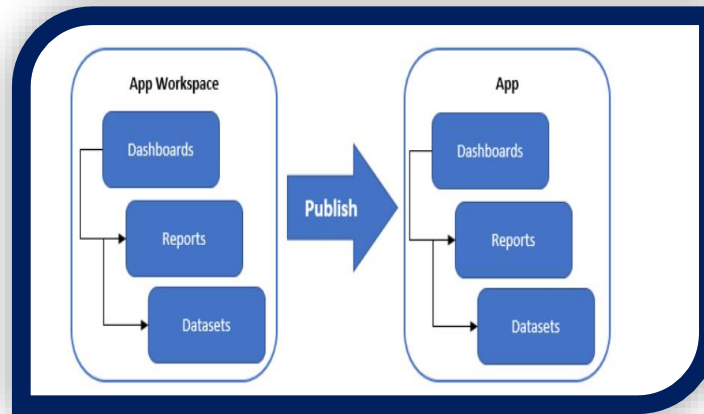 App Workspace
Dashboards
Reports
Datasets
Publish
App
Dashboards
Reports
Datasets